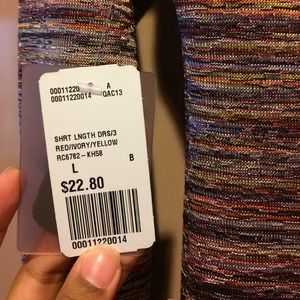 00011220014 A
00011220014 QAC13
SHRT LNGTH DRS/3
RED/IVORY/YELLOW
RC6782-KH58
L B
$22.80
00011220014